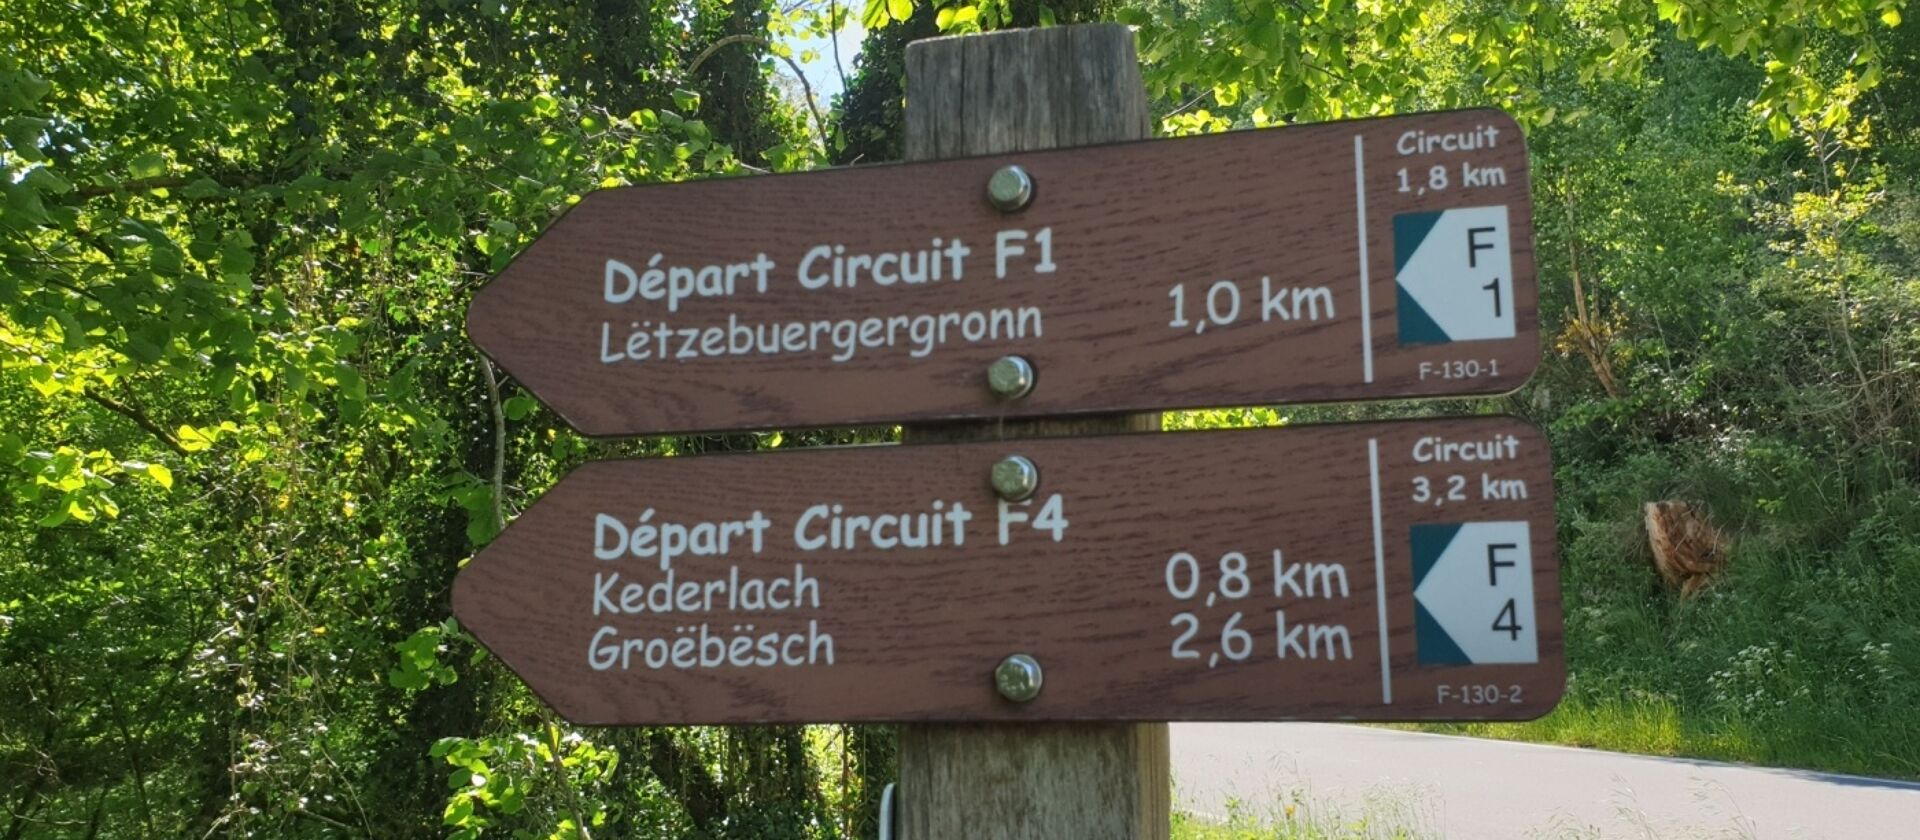 Départ Circuit F1
Lëtzebuergergronn 1,0 km
Circuit
1,8 km
F
1
F-130-1
Départ Circuit F4
Kederlach 0,8 km
Groëbësch 2,6 km
Circuit
3,2 km
F
4
F-130-2